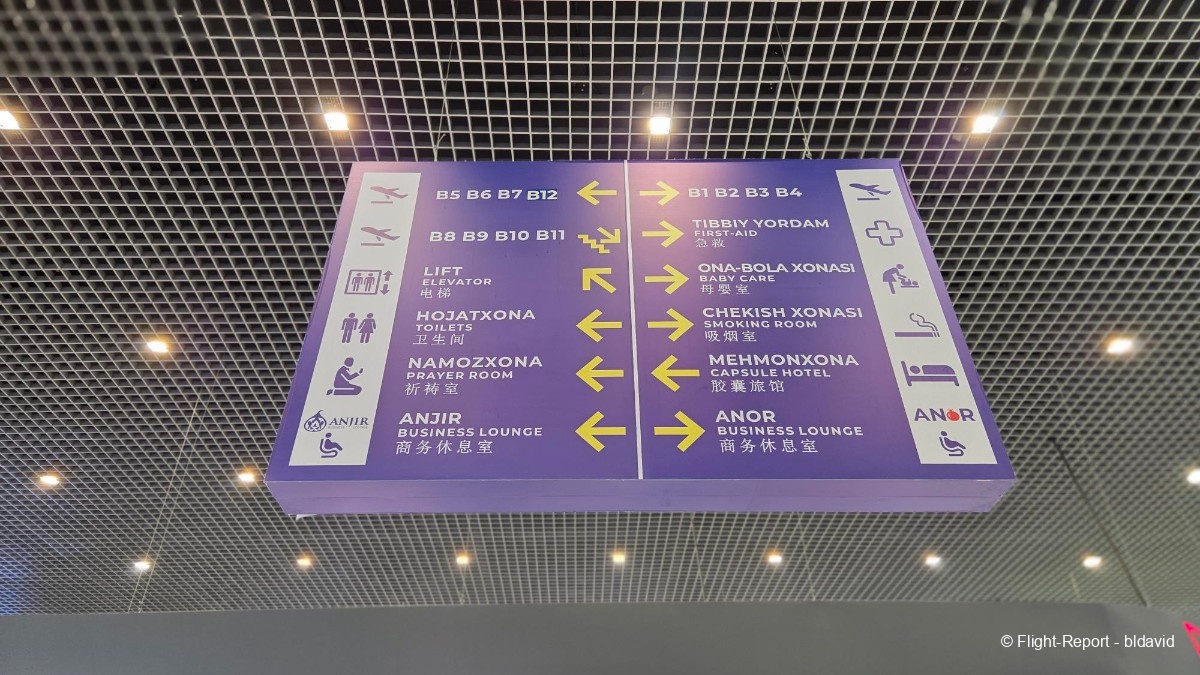 B5 B6 B7 B12
B8 B9 B10 B11
LIFT
ELEVATOR
电梯
HOJATXONA
TOILETS
卫生间
NAMOZXONA
PRAYER ROOM
祈祷室
ANJIR
ANJIR
BUSINESS LOUNGE
商务休息室
B1 B2 B3 B4
TIBBIY YORDAM
FIRST-AID
急救
ONA-BOLA XONASI
BABY CARE
母婴室
CHEKISH XONASI
SMOKING ROOM
吸烟室
MEHMONXONA
CAPSULE HOTEL
胶囊旅馆
ANOR
BUSINESS LOUNGE
商务休息室
ANOR
© Flight-Report - bldavid